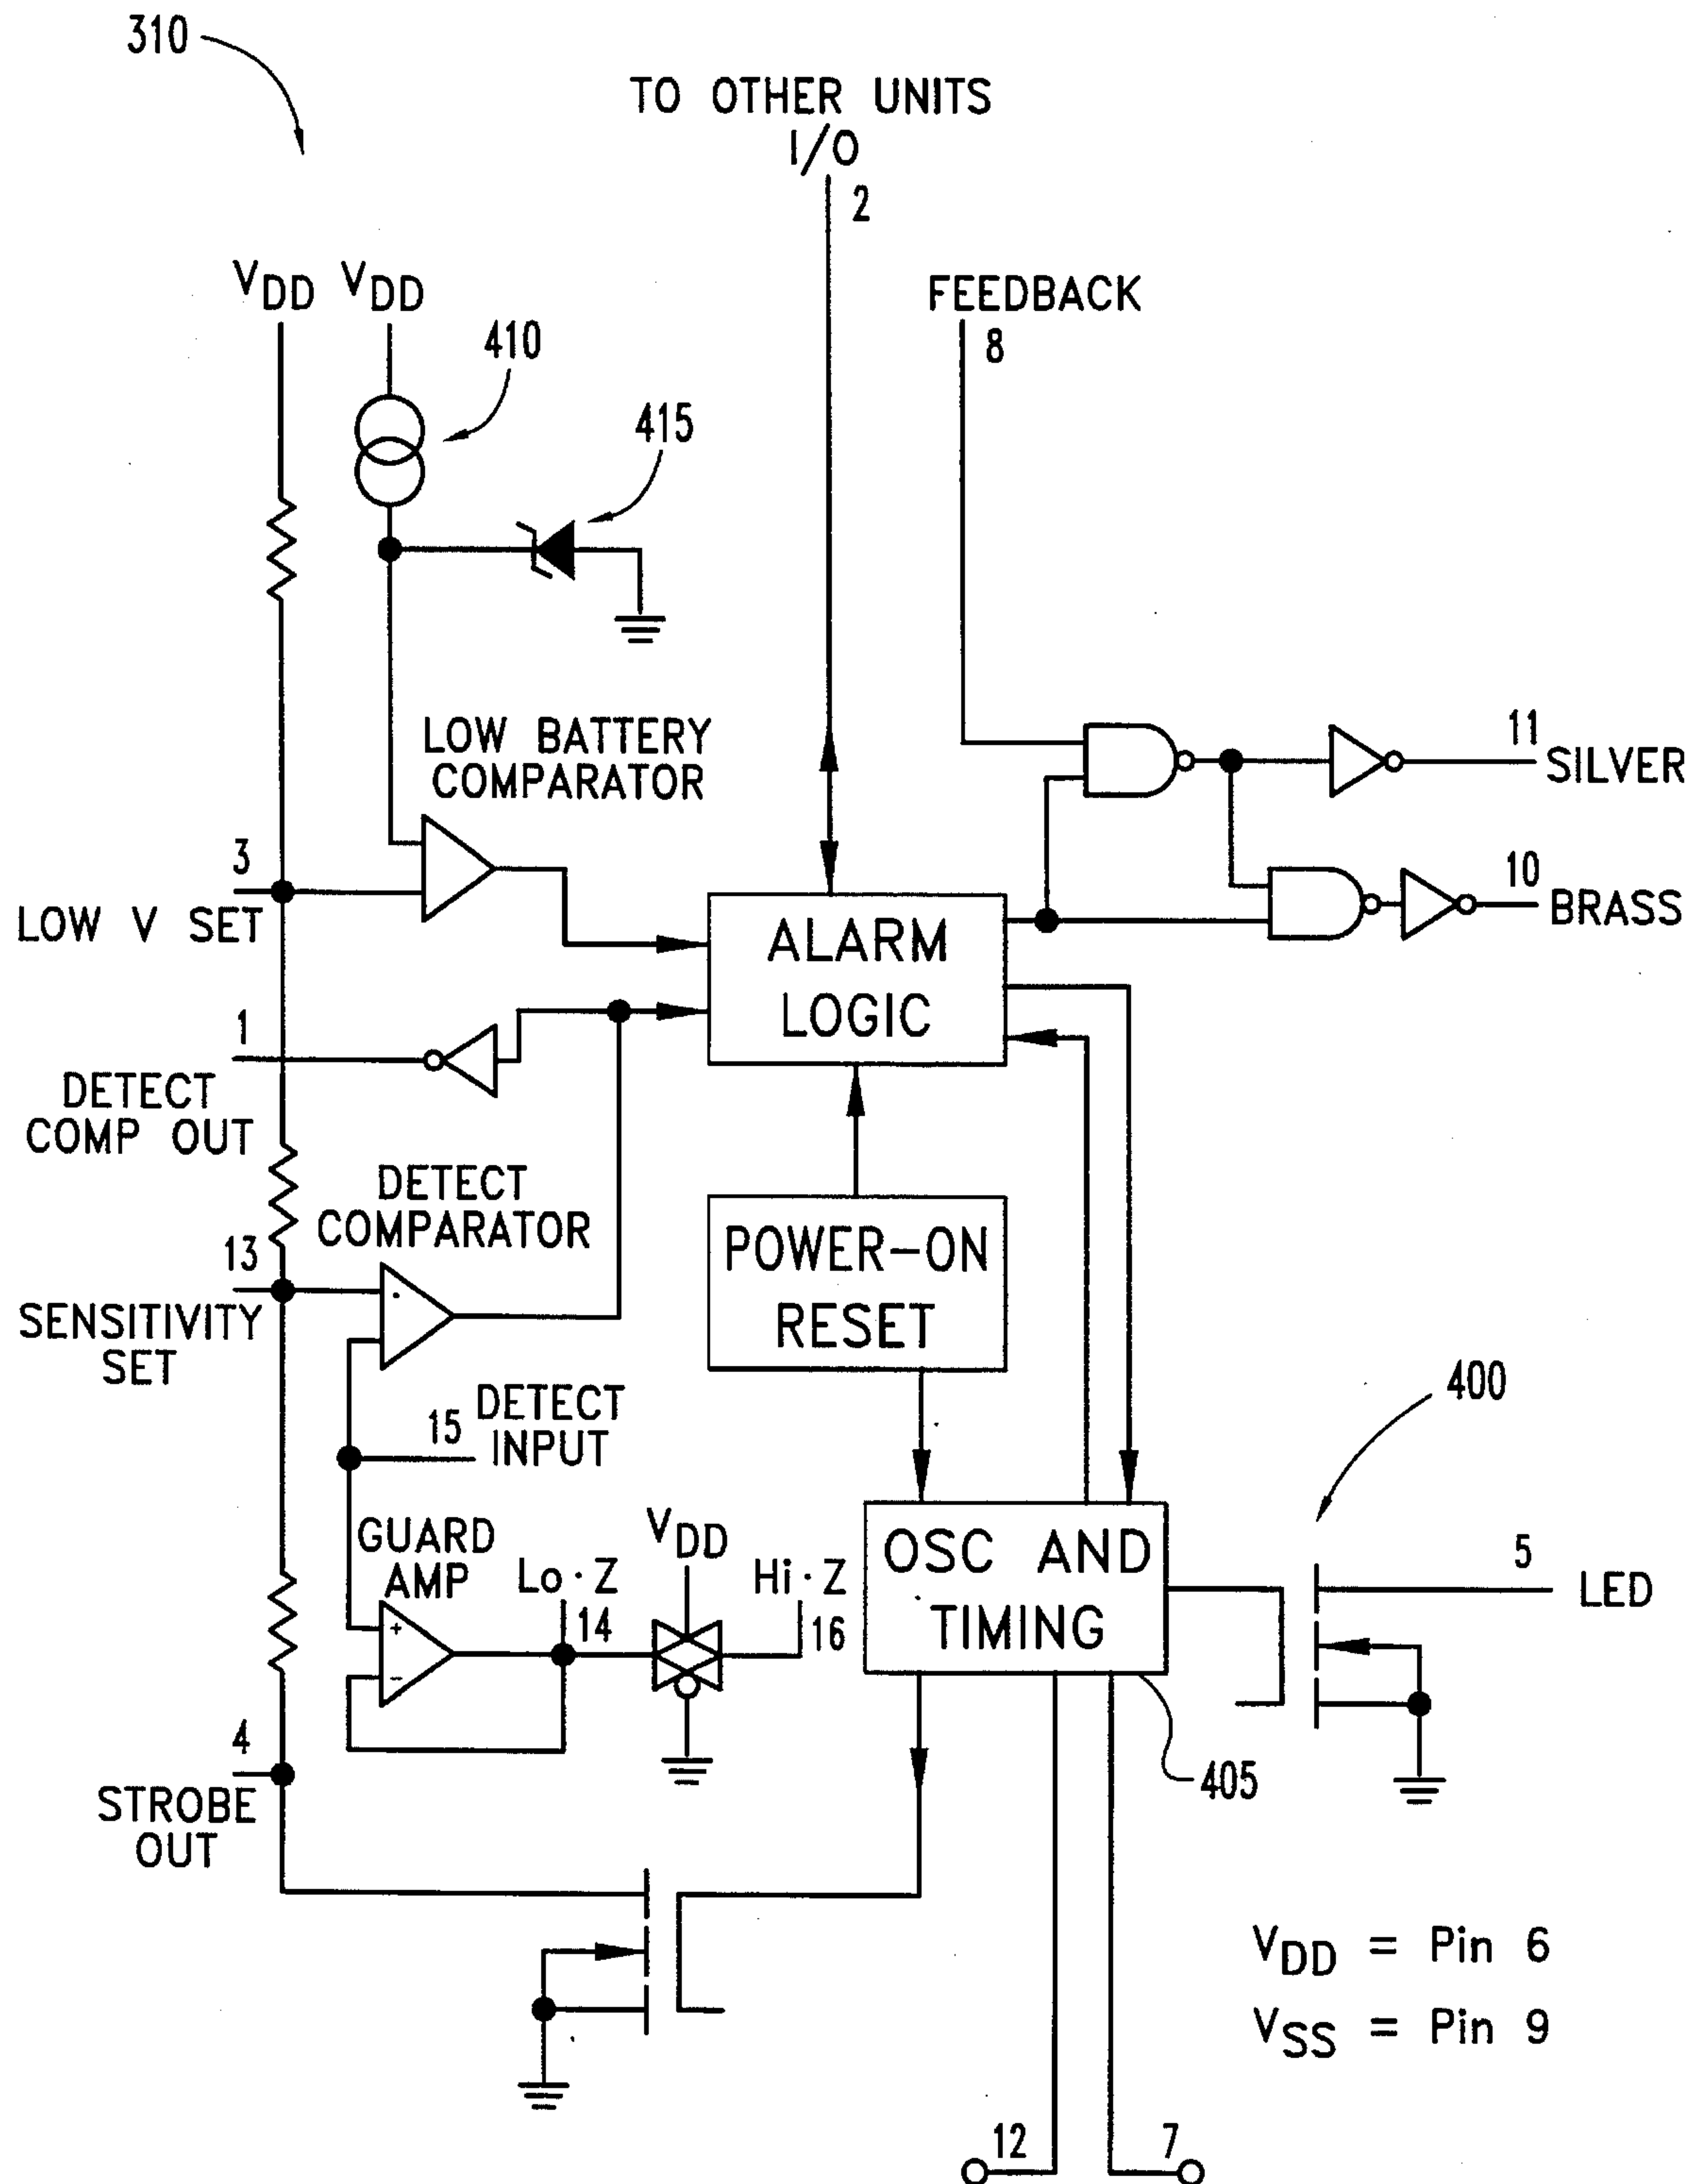 310
TO OTHER UNITS
I/O
2
VDD VDD
FEEDBACK
8
410
415
LOW BATTERY
COMPARATOR
11
SILVER
3
LOW V SET
10
BRASS
ALARM
LOGIC
1
DETECT
COMP OUT
DETECT
COMPARATOR
13
SENSITIVITY
SET
POWER-ON
RESET
15 DETECT
INPUT
400
GUARD
AMP
Lo·Z
14
VDD
Hi·Z
16
+
-
OSC AND
TIMING
5
LED
4
STROBE
OUT
405
VDD = Pin 6
VSS = Pin 9
12
7